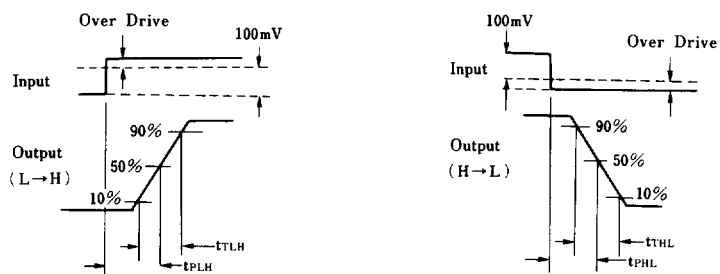 Over Drive
100mV
Input
Output
(L→H)
90%
50%
10%
tTLH
tPLH
100mV
Over Drive
Input
Output
(H→L)
90%
50%
10%
tTHL
tPHL